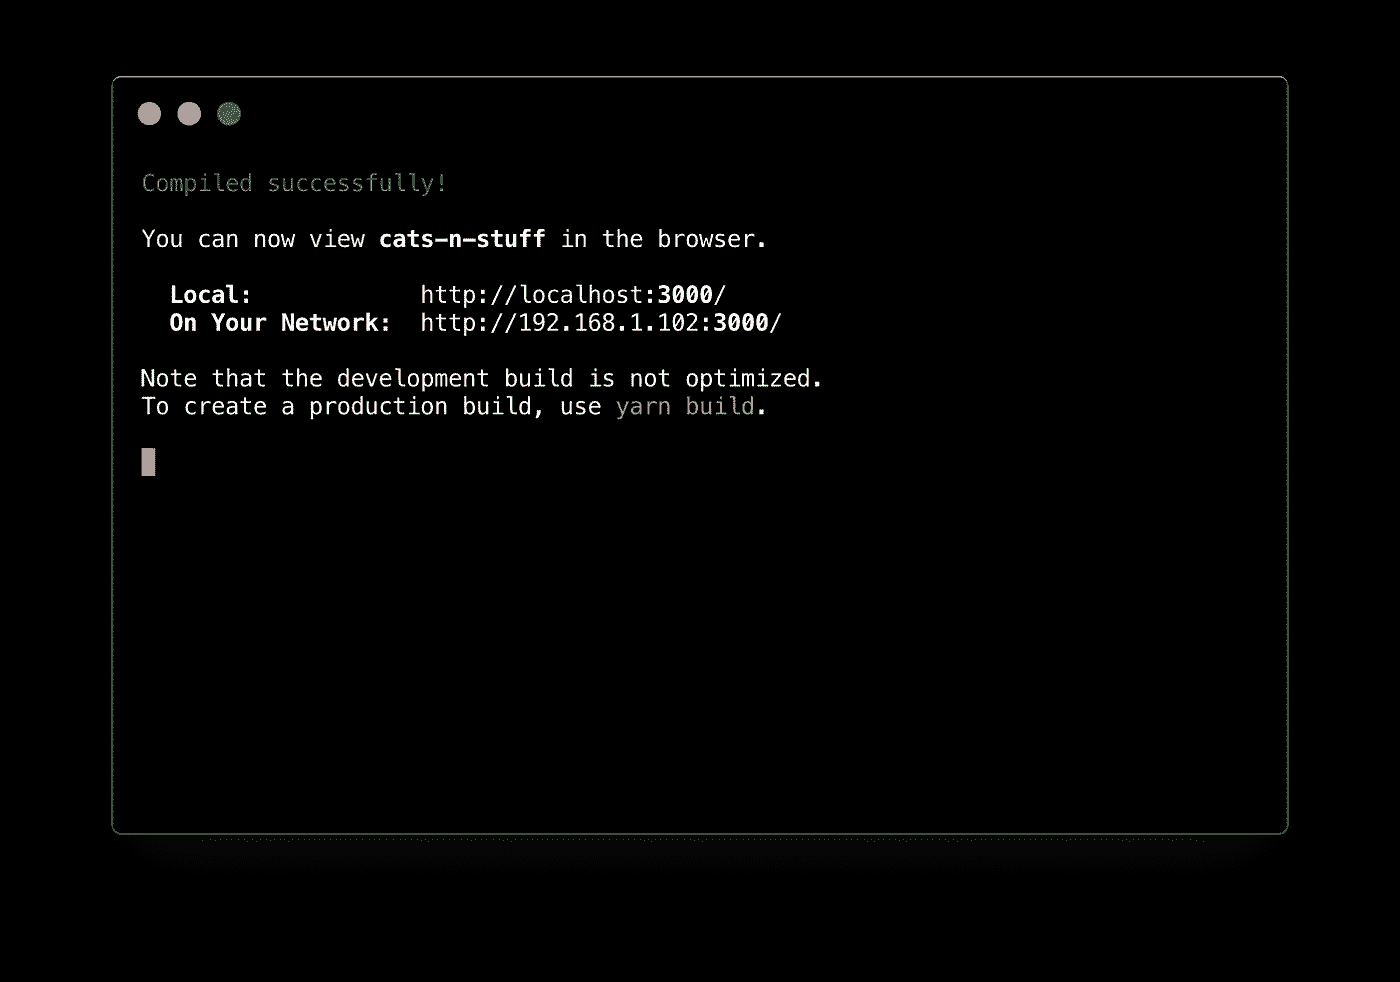 Compiled successfully!
You can now view cats-n-stuff in the browser.
Local: http://localhost:3000/
On Your Network: http://192.168.1.102:3000/
Note that the development build is not optimized.
To create a production build, use yarn build.